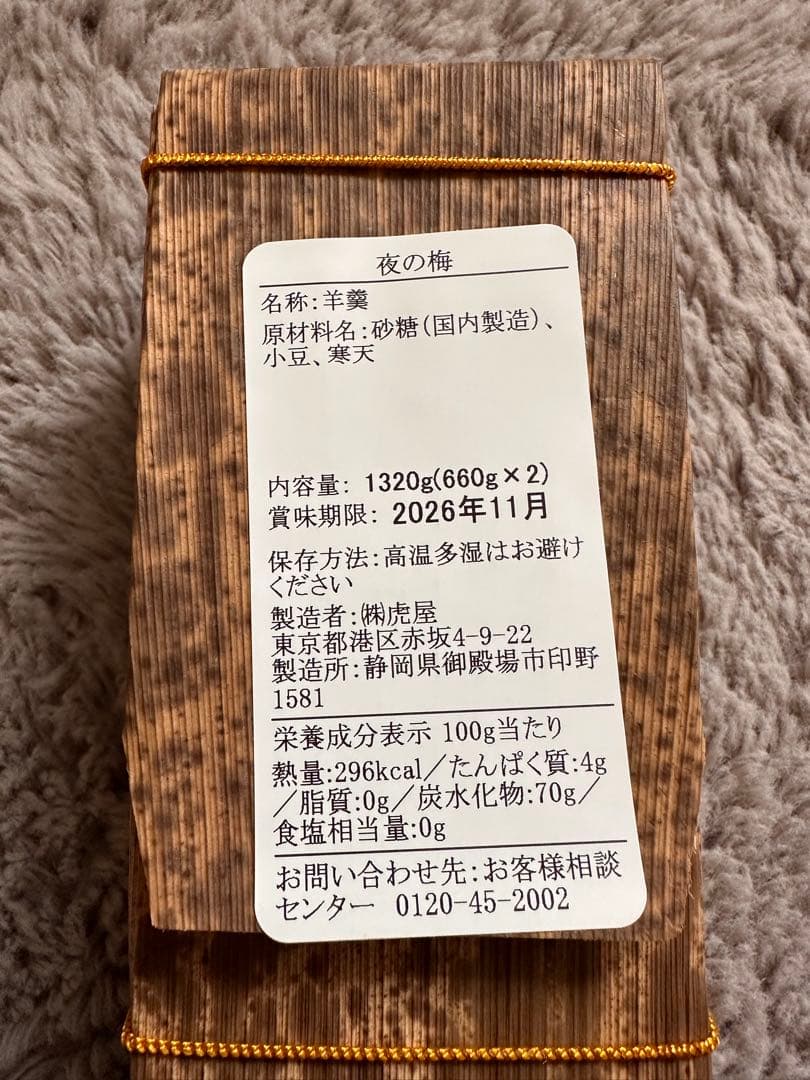 夜の梅
名称:羊羹
原材料名:砂糖(国内製造)、
小豆、寒天
内容量: 1320g(660g×2)
賞味期限: 2026年11月
保存方法:高温多湿はお避け
ください
製造者:㈱虎屋
東京都港区赤坂4-9-22
製造所:静岡県御殿場市印野
1581
栄養成分表示 100g当たり
熱量:296kcal/たんぱく質:4g
/脂質:0g/炭水化物:70g/
食塩相当量:0g
お問い合わせ先:お客様相談
センター 0120-45-2002